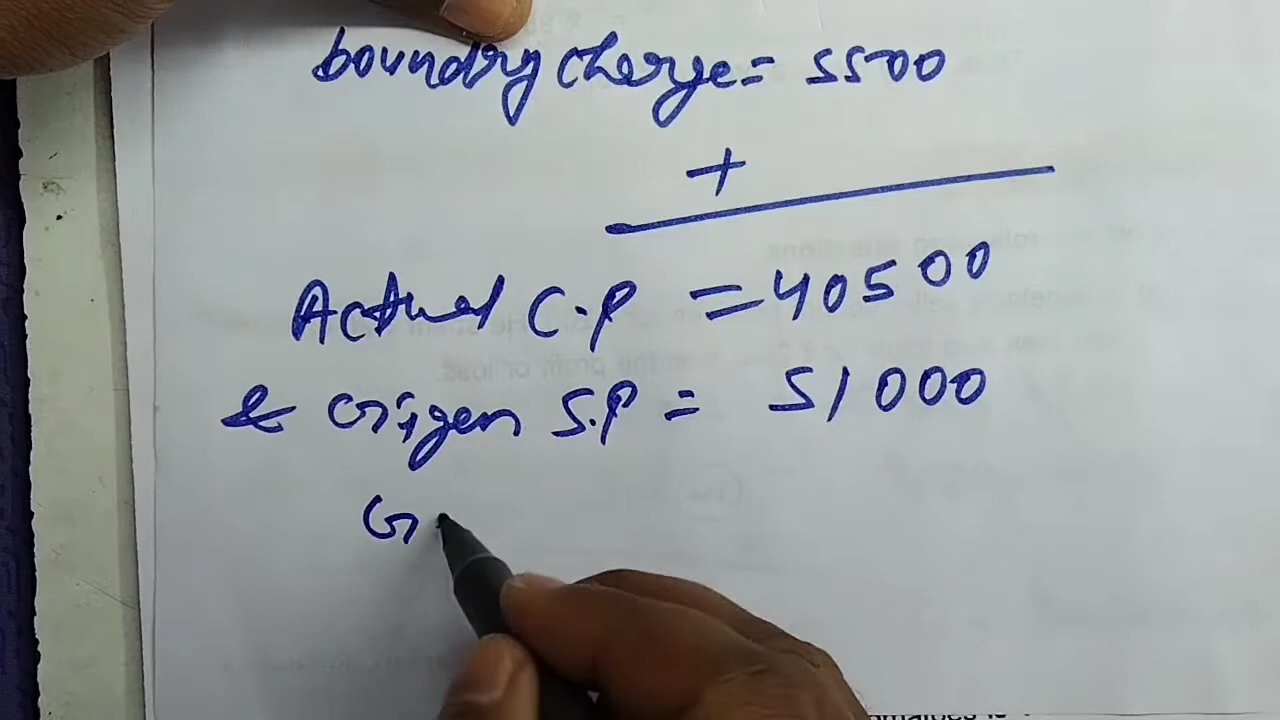 boundry charge = 5500
+
Actual C.P = 40500
& origen S.P = 51000
G